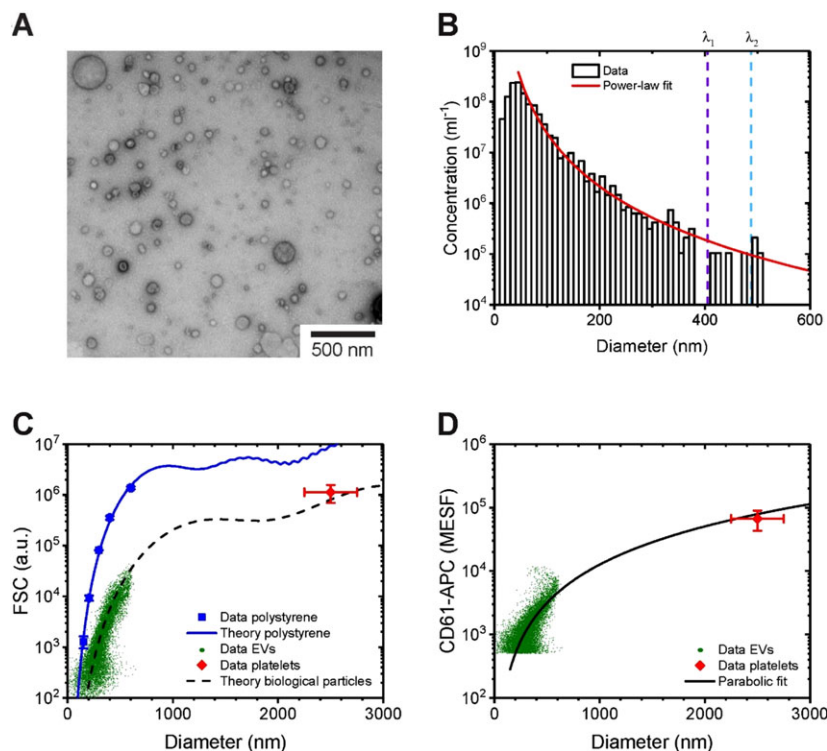 A
500 nm
B
λ₁ λ₂
Data
Power-law fit
Concentration (ml⁻¹)
10⁹
10⁸
10⁷
10⁶
10⁵
10⁴
0 200 400 600
Diameter (nm)
C
FSC (a.u.)
10⁷
10⁶
10⁵
10⁴
10³
10²
Data polystyrene
Theory polystyrene
Data EVs
Data platelets
Theory biological particles
0 1000 2000 3000
Diameter (nm)
D
CD61-APC (MESF)
10⁶
10⁵
10⁴
10³
10²
Data EVs
Data platelets
Parabolic fit
0 1000 2000 3000
Diameter (nm)